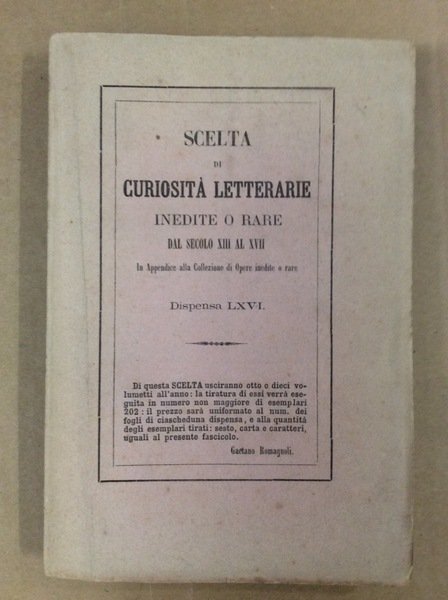 SCELTA
DI
CURIOSITÀ LETTERARIE
INEDITE O RARE
DAL SECOLO XIII AL XVII
In Appendice alla Collezione di Opere inedite o rare
Dispensa LXVI.
Di questa SCELTA usciranno otto o dieci vo-
lumetti all'anno: la tiratura di essi verrà ese-
guita in numero non maggiore di esemplari
202: il prezzo sarà uniformato al num. dei
fogli di ciascheduna dispensa, e alla quantità
degli esemplari tirati: sesto, carta e caratteri,
uguali al presente fascicolo.
Gaetano Romagnoli.